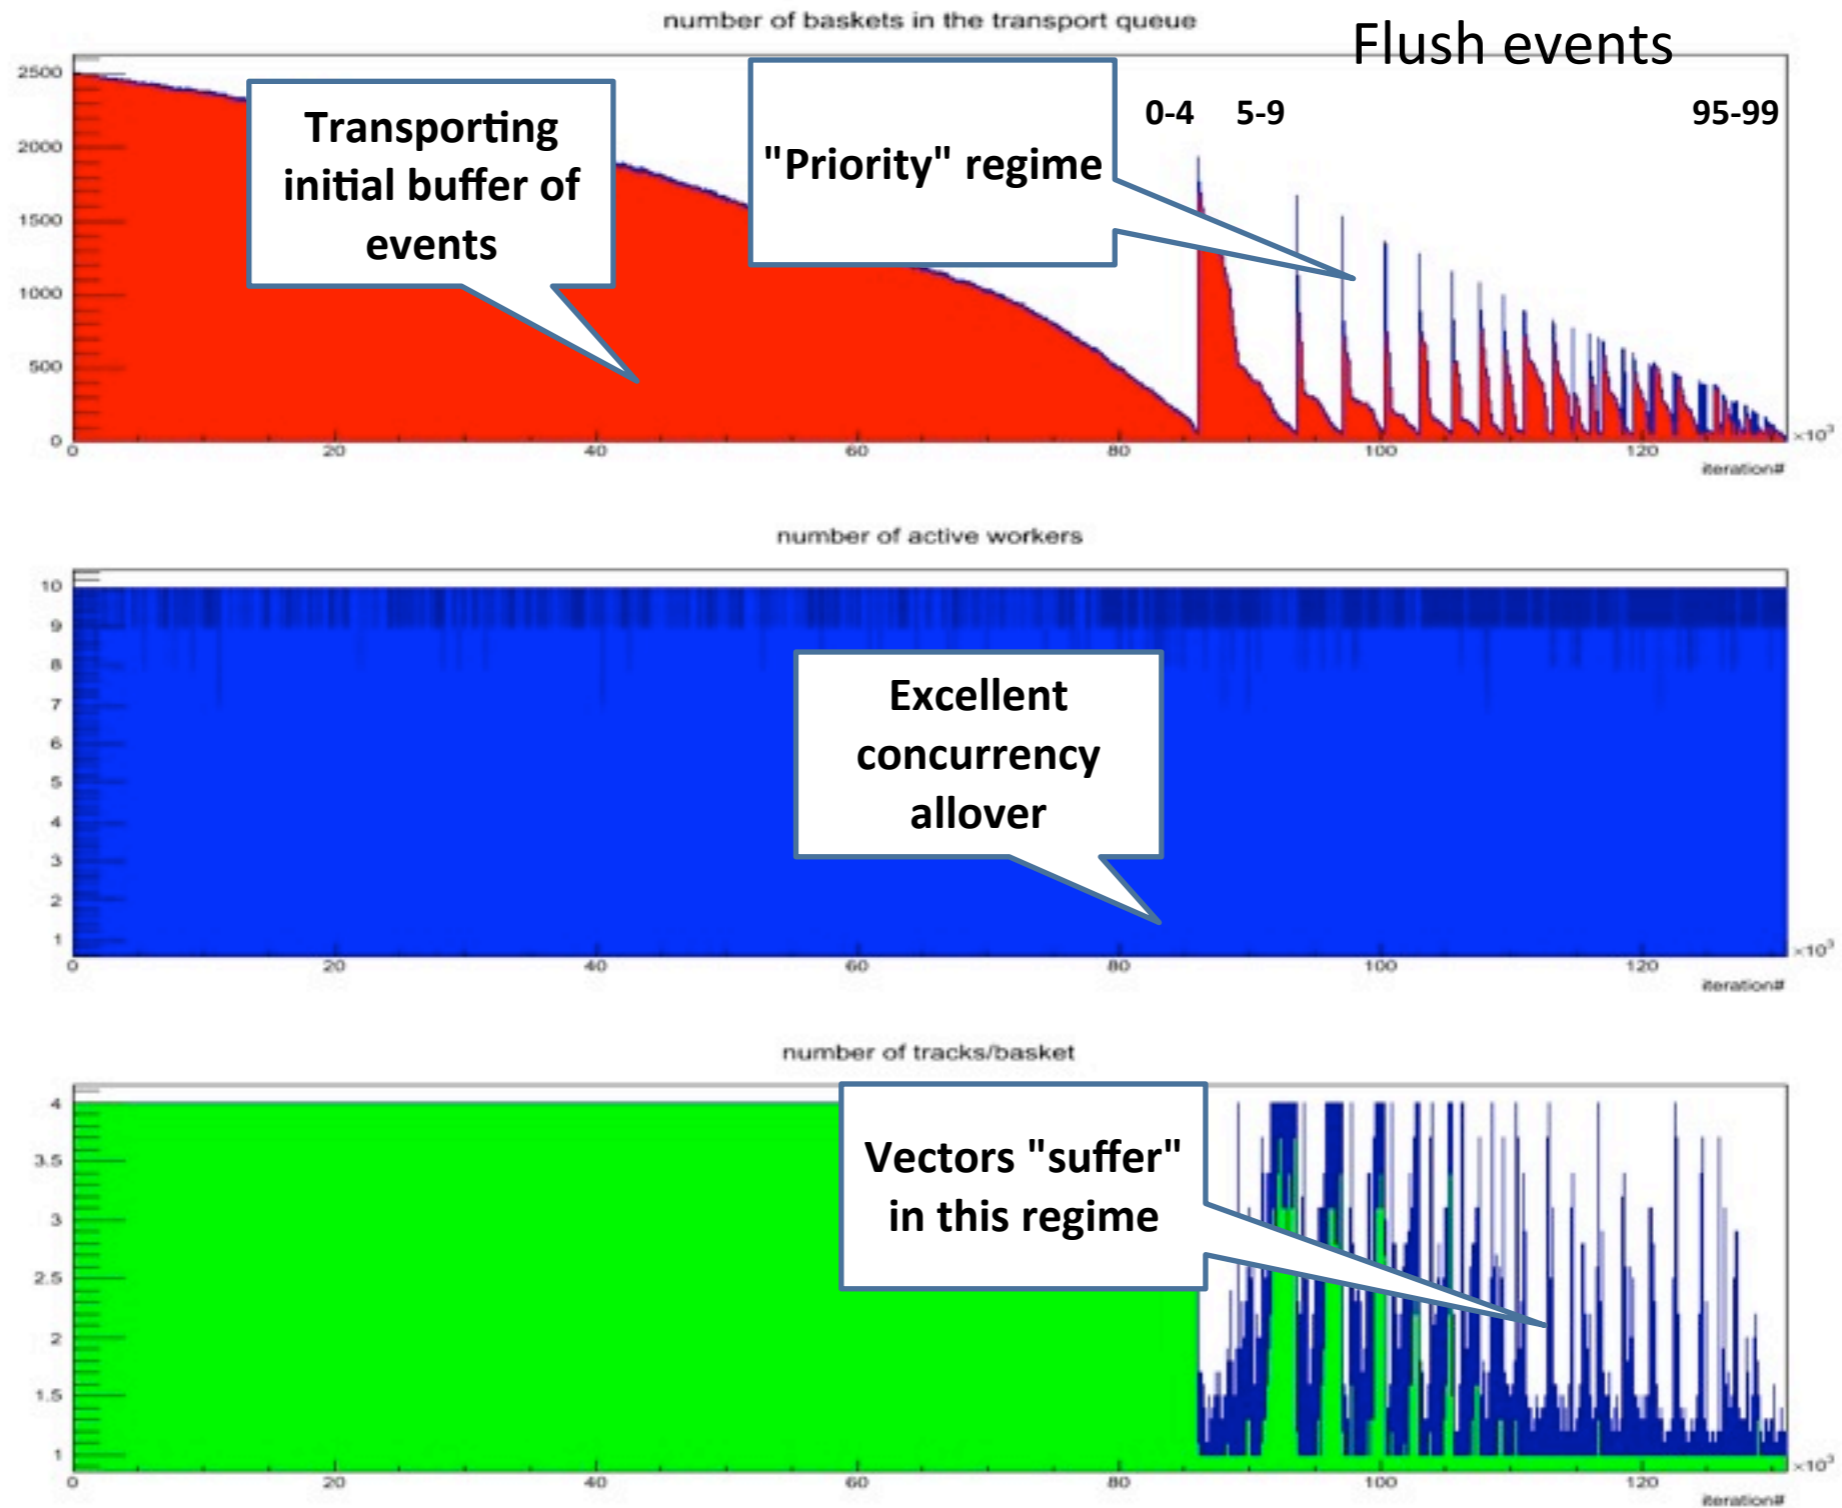 number of baskets in the transport queue
Flush events
0-4 5-9 95-99
Transporting
initial buffer of
events
"Priority" regime
2500
2000
1500
1000
500
0
0 20 40 60 80 100 120 ×10³
iteration#
number of active workers
10
9
8
7
6
5
4
3
2
1
Excellent
concurrency
allover
0 20 40 60 80 100 120 ×10³
iteration#
number of tracks/basket
4
3.5
3
2.5
2
1.5
1
Vectors "suffer"
in this regime
0 20 40 60 80 100 120 ×10³
iteration#